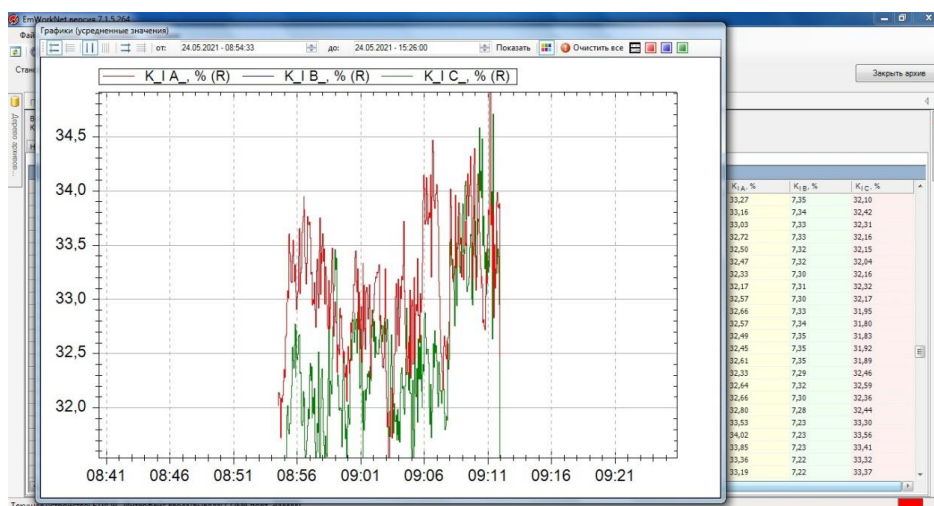 EmWorkNet версия 7.1.5.264
Графики (усредненные значения)
от: 24.05.2021 - 08:54:33 до: 24.05.2021 - 15:26:00 Показать Очистить все
Закрыть архив
Дерево архивов...
K_I A_, % (R) K_I B_, % (R) K_I C_, % (R)
34,5
34,0
33,5
33,0
32,5
32,0
08:41 08:46 08:51 08:56 09:01 09:06 09:11 09:16 09:21
K I A, % K I B, % K I C, %
33,27 7,35 32,10
33,16 7,34 32,42
33,03 7,33 32,31
32,72 7,33 32,16
32,50 7,32 32,15
32,47 7,32 32,04
32,33 7,30 32,16
32,17 7,31 32,32
32,57 7,30 32,17
32,66 7,33 31,95
32,57 7,34 31,80
32,49 7,35 31,83
32,45 7,35 31,92
32,61 7,35 31,89
32,33 7,29 32,46
32,64 7,32 32,59
32,66 7,30 32,36
32,80 7,28 32,44
33,53 7,23 33,30
34,02 7,23 33,56
33,85 7,23 33,41
33,36 7,22 33,32
33,19 7,22 33,37